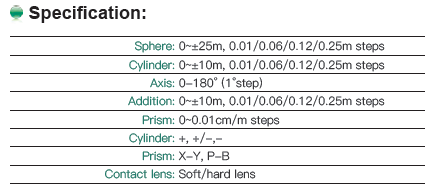 Specification:
Sphere: 0~±25m, 0.01/0.06/0.12/0.25m steps
Cylinder: 0~±10m, 0.01/0.06/0.12/0.25m steps
Axis: 0-180° (1°step)
Addition: 0~±10m, 0.01/0.06/0.12/0.25m steps
Prism: 0~0.01cm/m steps
Cylinder: +, +/-,-
Prism: X-Y, P-B
Contact lens: Soft/hard lens